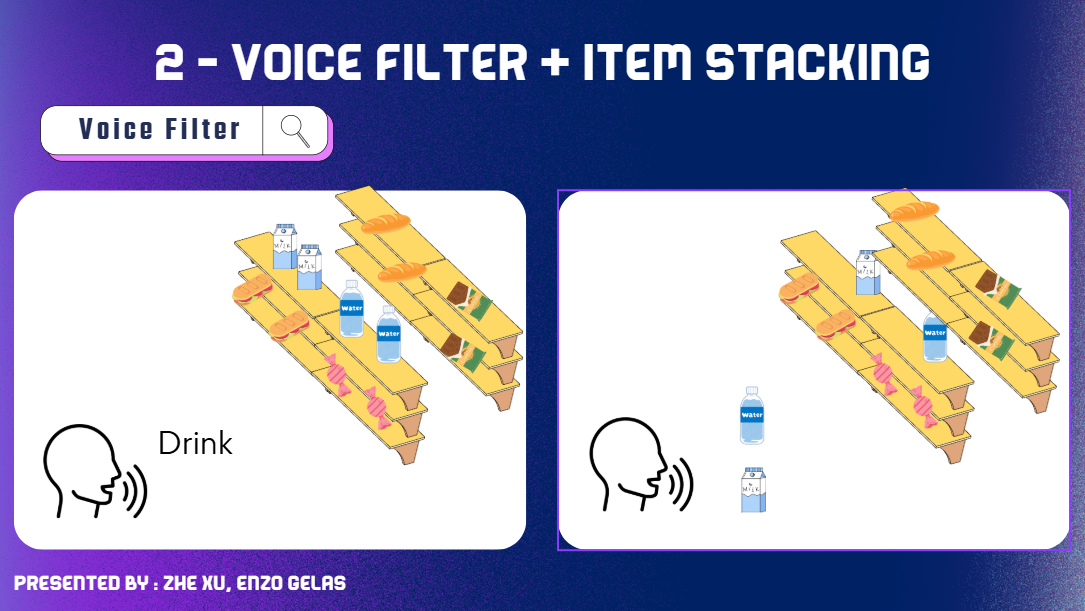 2 - VOICE FILTER + ITEM STACKING
Voice Filter
MILK
MILK
water
water
Drink
MILK
water
water
MILK
PRESENTED BY : ZHE XU, ENZO GELAS